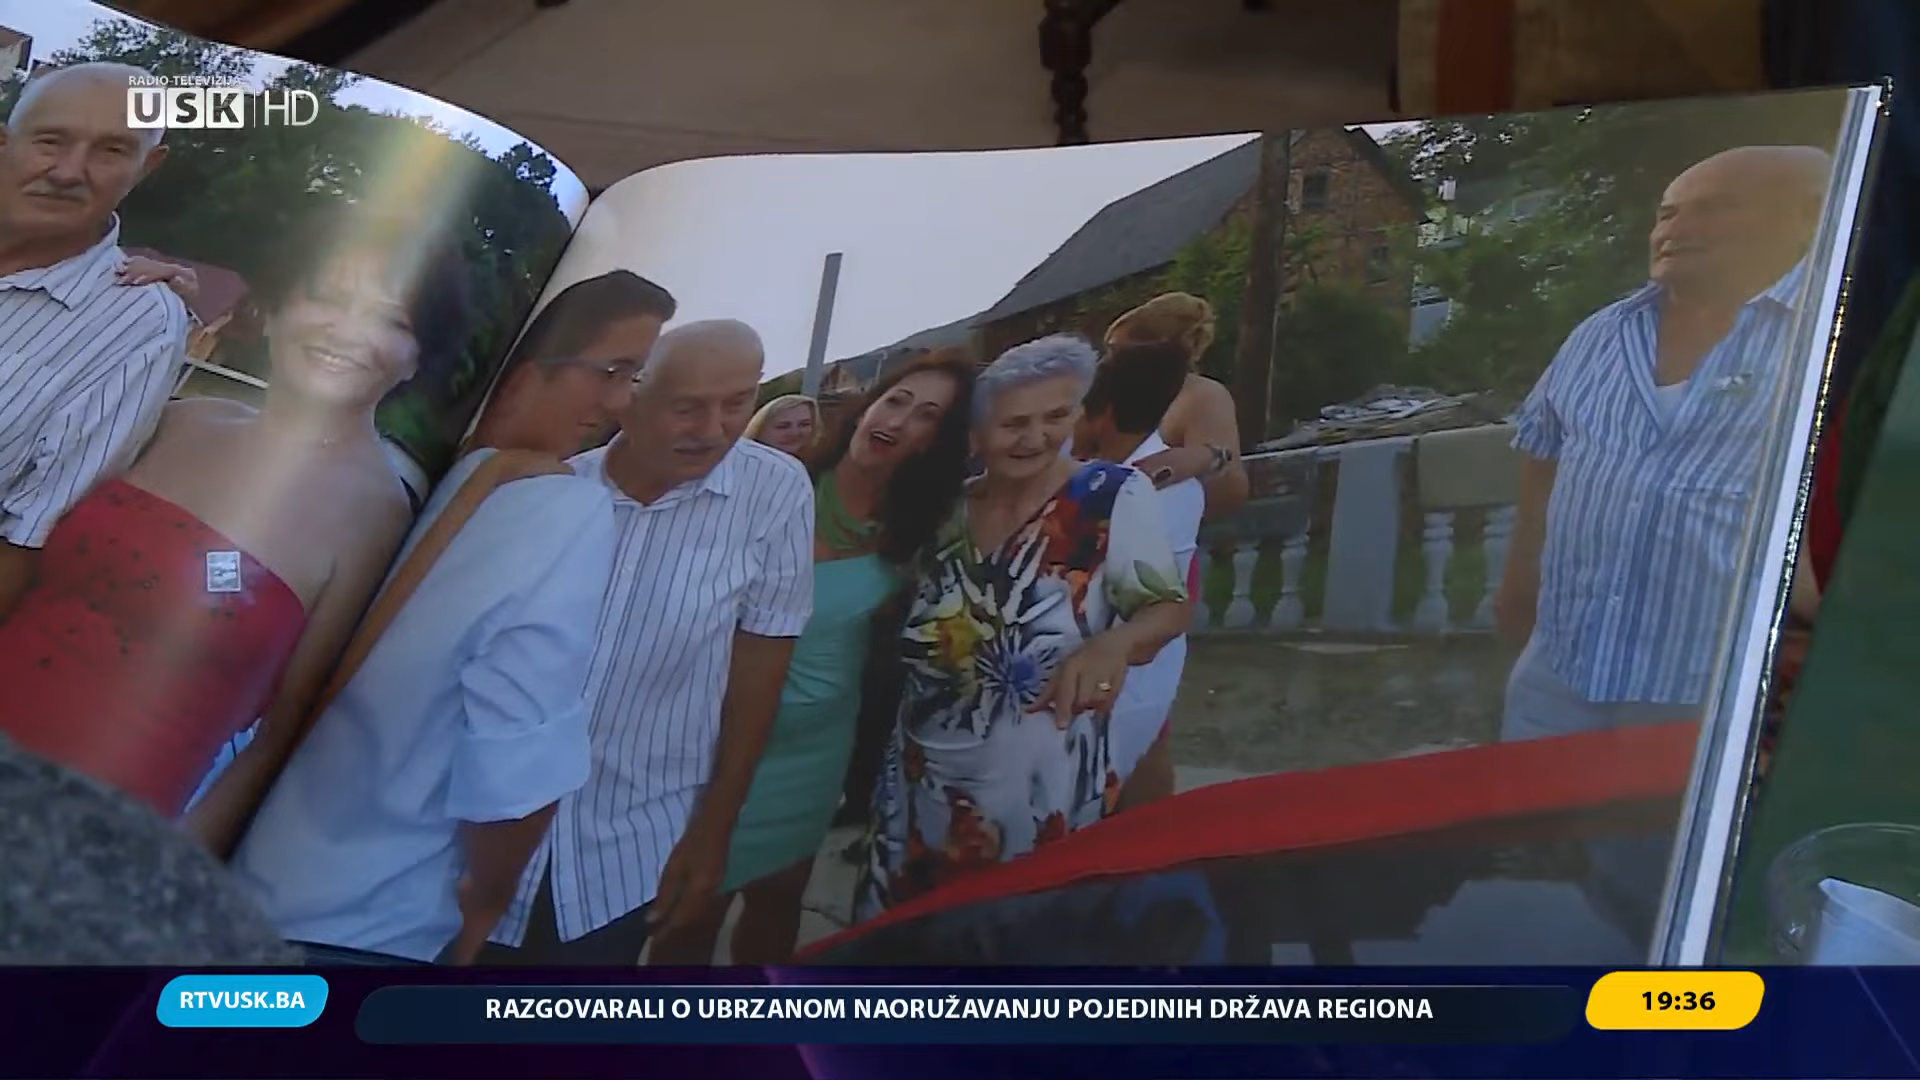 RADIO-TELEVIZIJA
USK HD
RTVUSK.BA
RAZGOVARALI O UBRZANOM NAORUŽAVANJU POJEDINIH DRŽAVA REGIONA
19:36